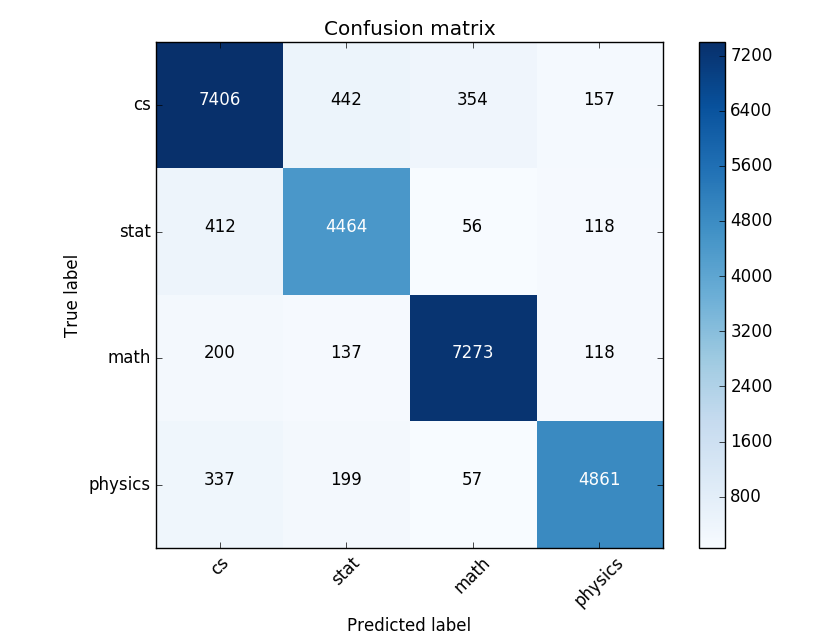 Confusion matrix
True label
cs 7406 442 354 157
stat 412 4464 56 118
math 200 137 7273 118
physics 337 199 57 4861
cs stat math physics
Predicted label
7200
6400
5600
4800
4000
3200
2400
1600
800